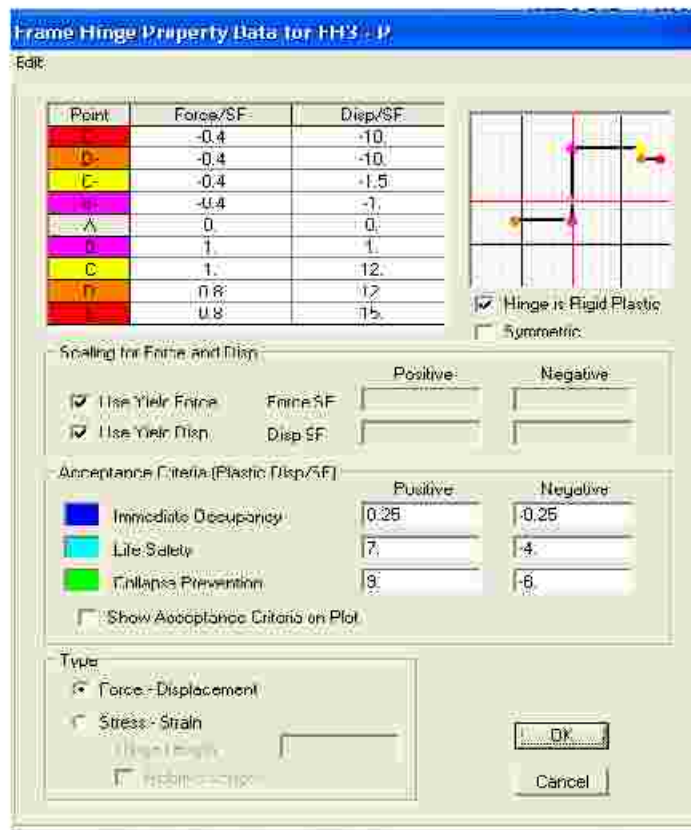 Frame Hinge Property Data for FH3 - P
Edit
Point Force/SF Disp/SF
E- -0.4 -10.
D- -0.4 -10.
C- -0.4 -1.5
B- -0.4 -1.
A 0. 0.
B 1. 1.
C 1. 12.
D 0.8 12.
E 0.8 15.
Hinge is Rigid Plastic
Symmetric
Scaling for Force and Disp
Positive Negative
Use Yield Force Force SF
Use Yield Disp Disp SF
Acceptance Criteria (Plastic Disp/SF)
Positive Negative
Immediate Occupancy 0.25 -0.25
Life Safety 7. -4.
Collapse Prevention 9. -6.
Show Acceptance Criteria on Plot
Type
Force - Displacement
Stress - Strain
Hinge Length
OK
Cancel